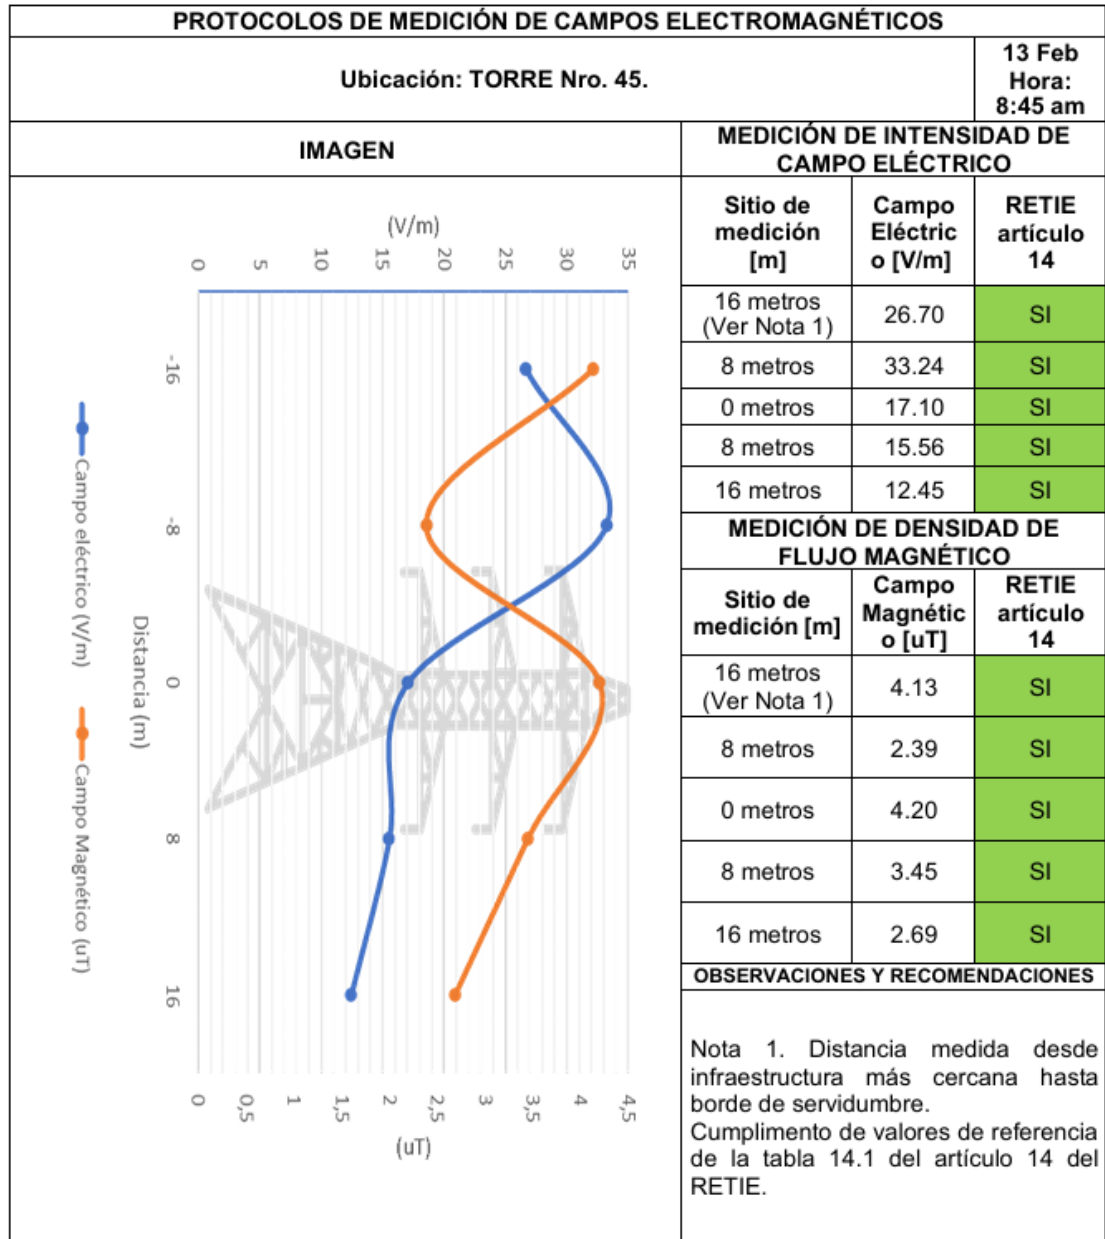 PROTOCOLOS DE MEDICIÓN DE CAMPOS ELECTROMAGNÉTICOS
Ubicación: TORRE Nro. 45.
13 Feb
Hora:
8:45 am
IMAGEN
(V/m)
0 5 10 15 20 25 30 35
-16
-8
0
8
16
Distancia (m)
Campo eléctrico (V/m)
Campo Magnético (uT)
0 0,5 1 1,5 2 2,5 3 3,5 4 4,5
(uT)
MEDICIÓN DE INTENSIDAD DE
CAMPO ELÉCTRICO
Sitio de
medición
[m]
Campo
Eléctric
o [V/m]
RETIE
artículo
14
16 metros
(Ver Nota 1)
26.70
SI
8 metros 33.24 SI
0 metros 17.10 SI
8 metros 15.56 SI
16 metros 12.45 SI
MEDICIÓN DE DENSIDAD DE
FLUJO MAGNÉTICO
Sitio de
medición [m]
Campo
Magnétic
o [uT]
RETIE
artículo
14
16 metros
(Ver Nota 1)
4.13
SI
8 metros 2.39 SI
0 metros 4.20 SI
8 metros 3.45 SI
16 metros 2.69 SI
OBSERVACIONES Y RECOMENDACIONES
Nota 1. Distancia medida desde
infraestructura más cercana hasta
borde de servidumbre.
Cumplimento de valores de referencia
de la tabla 14.1 del artículo 14 del
RETIE.